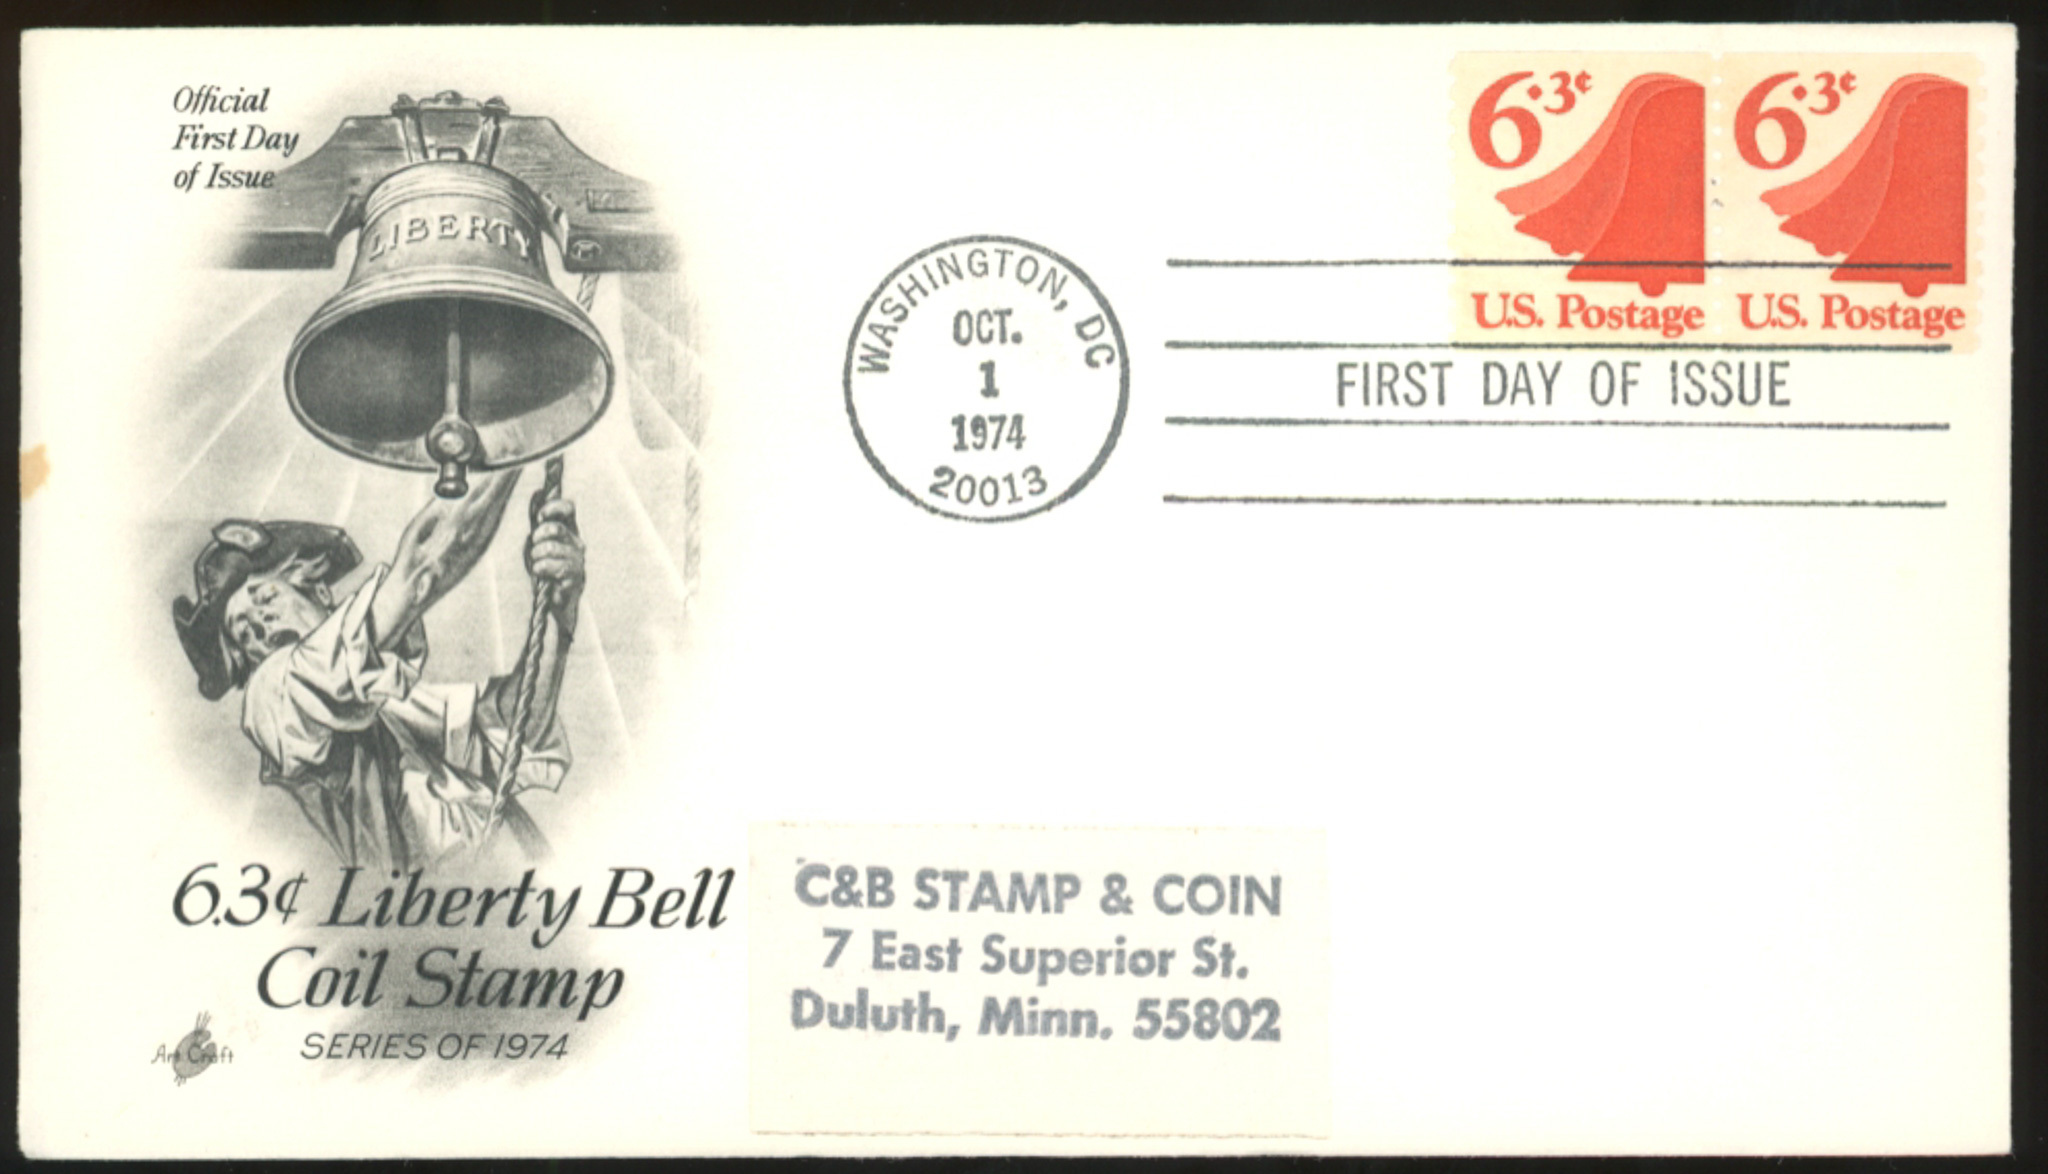 Official
First Day
of Issue
LIBERTY
6.3¢ Liberty Bell
Coil Stamp
SERIES OF 1974
Art Craft
WASHINGTON, DC
OCT.
1
1974
20013
6.3¢
U.S. Postage
6.3¢
U.S. Postage
FIRST DAY OF ISSUE
C&B STAMP & COIN
7 East Superior St.
Duluth, Minn. 55802